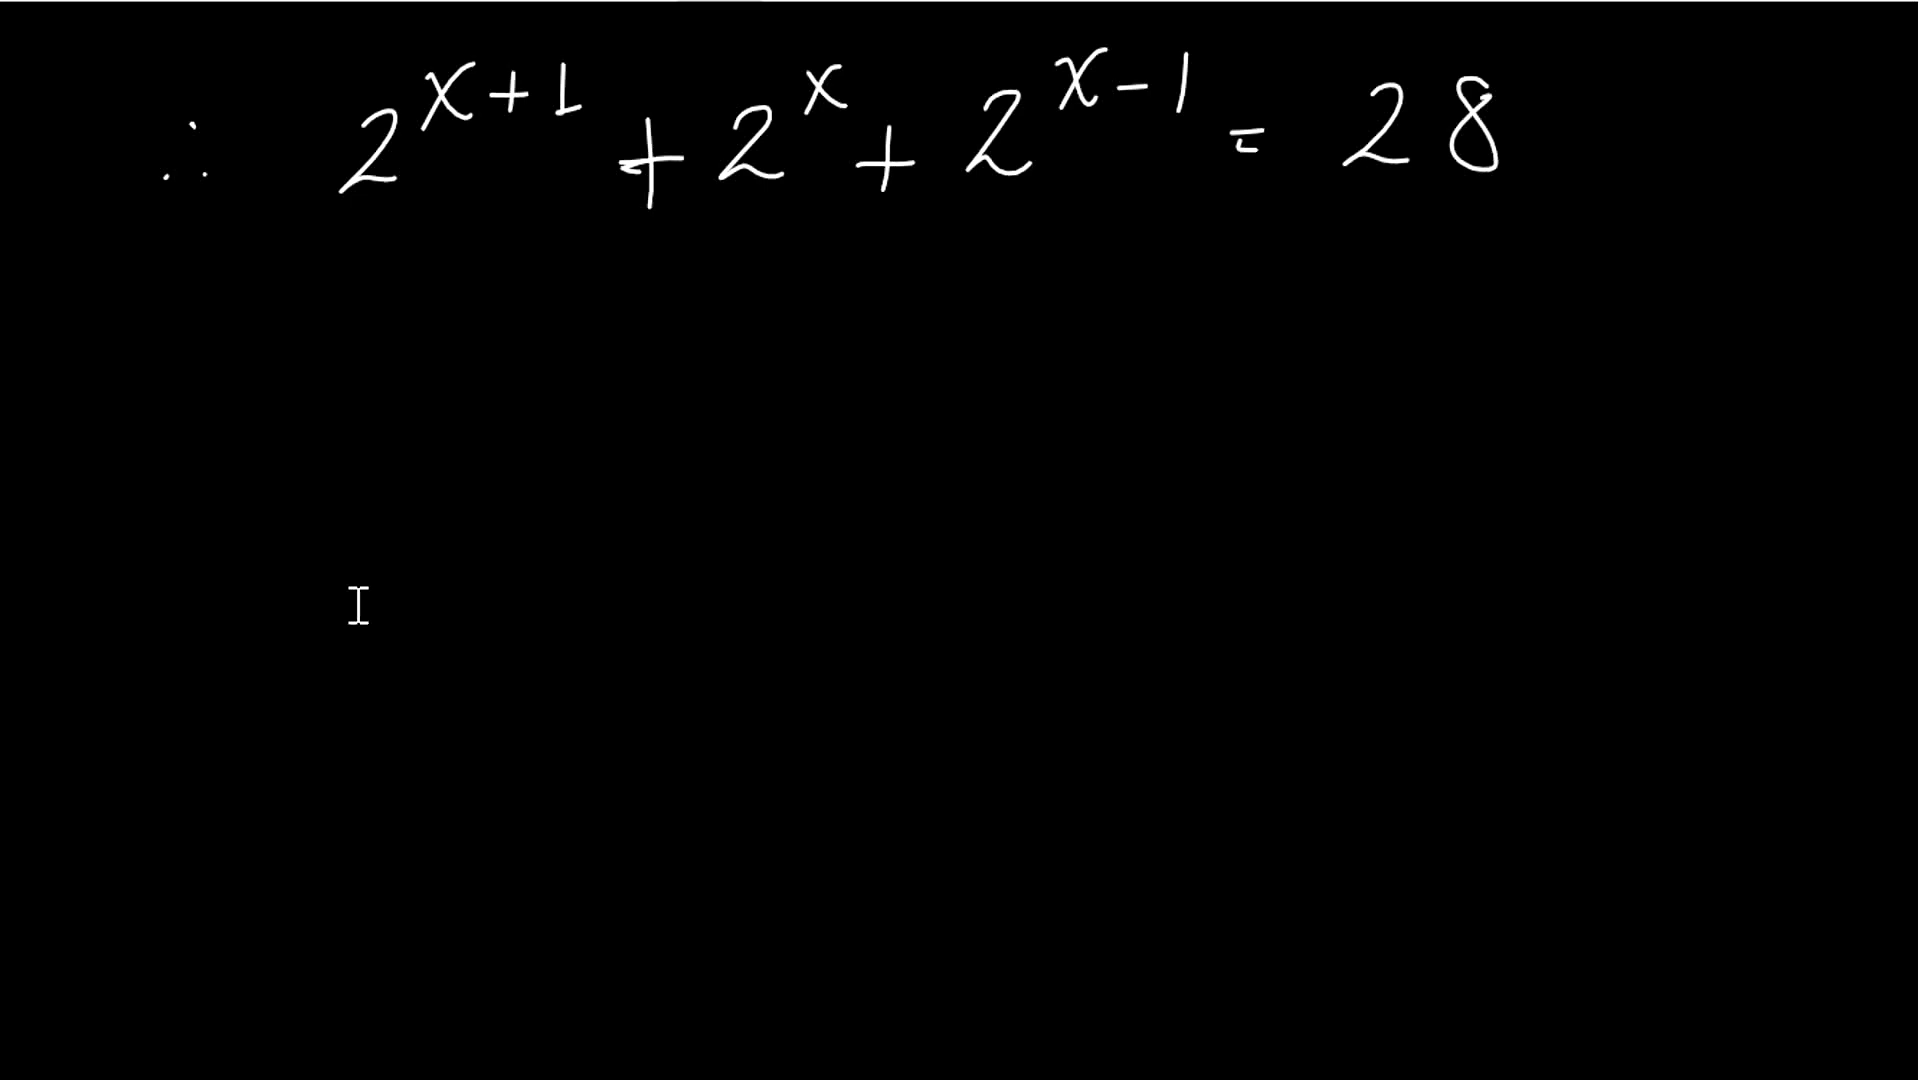 ∴ 2^{x+1} + 2^{x} + 2^{x-1} = 28